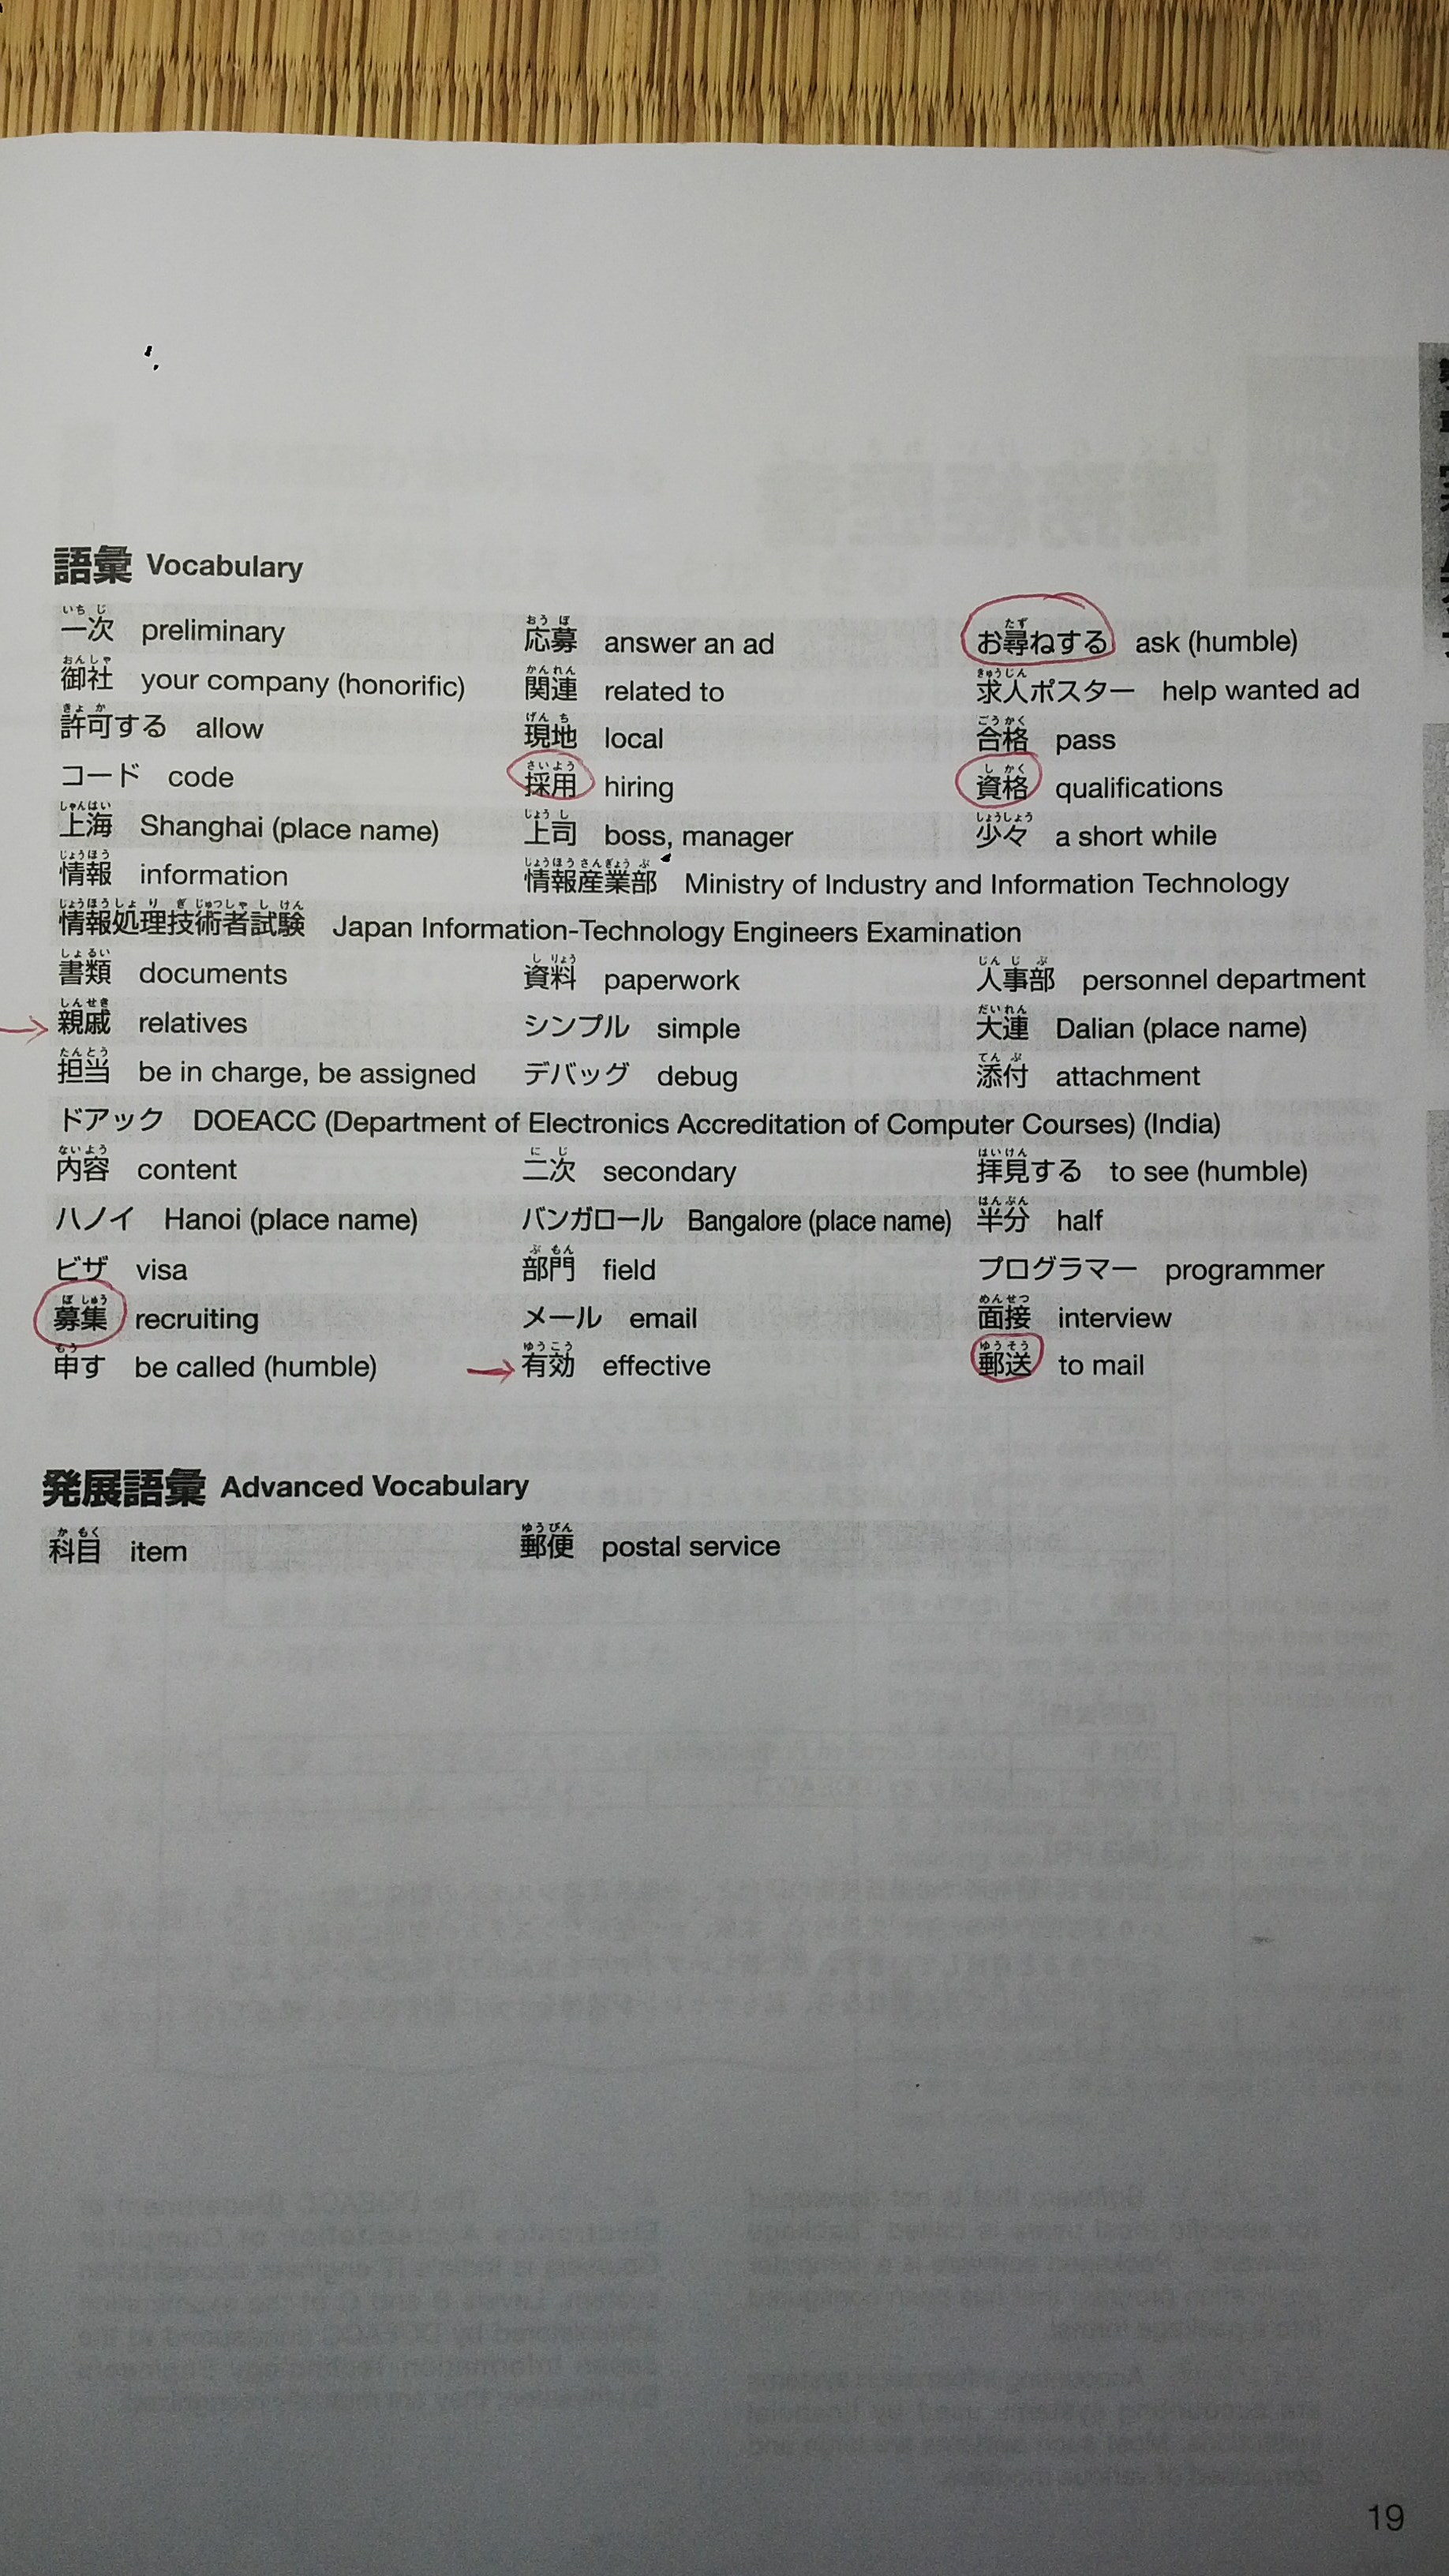 語彙 Vocabulary
一次 preliminary 応募 answer an ad お尋ねする ask (humble)
御社 your company (honorific) 関連 related to 求人ポスター help wanted ad
許可する allow 現地 local 合格 pass
コード code 採用 hiring 資格 qualifications
上海 Shanghai (place name) 上司 boss, manager 少々 a short while
情報 information 情報産業部 Ministry of Industry and Information Technology
情報処理技術者試験 Japan Information-Technology Engineers Examination
書類 documents 資料 paperwork 人事部 personnel department
親戚 relatives シンプル simple 大連 Dalian (place name)
担当 be in charge, be assigned デバッグ debug 添付 attachment
ドアック DOEACC (Department of Electronics Accreditation of Computer Courses) (India)
内容 content 二次 secondary 拝見する to see (humble)
ハノイ Hanoi (place name) バンガロール Bangalore (place name) 半分 half
ビザ visa 部門 field プログラマー programmer
募集 recruiting メール email 面接 interview
申す be called (humble) 有効 effective 郵送 to mail
発展語彙 Advanced Vocabulary
科目 item 郵便 postal service
19